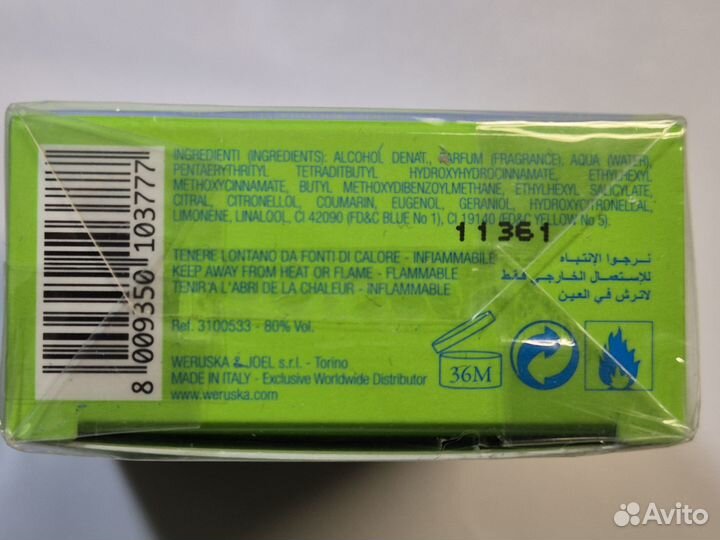 INGREDIENTI (INGREDIENTS): ALCOHOL DENAT., PARFUM (FRAGRANCE), AQUA (WATER),
PENTAERYTHRITYL TETRADITBUTYL HYDROXYHYDROCINNAMATE, ETHYLHEXYL
METHOXYCINNAMATE, BUTYL METHOXYDIBENZOYLMETHANE, ETHYLHEXYL SALICYLATE,
CITRAL, CITRONELLOL, COUMARIN, EUGENOL, GERANIOL, HYDROXYCITRONELLAL,
LIMONENE, LINALOOL, CI 42090 (FD&C BLUE No 1), CI 19140 (FD&C YELLOW No 5).
11361
TENERE LONTANO DA FONTI DI CALORE - INFIAMMABILE
KEEP AWAY FROM HEAT OR FLAME - FLAMMABLE
TENIR A L'ABRI DE LA CHALEUR - INFLAMMABLE
نرجوا الإنتباه
للإستعمال الخارجي فقط
لاترش في العين
Ref. 3100533 - 80% Vol.
WERUSKA & JOEL s.r.l. - Torino
MADE IN ITALY - Exclusive Worldwide Distributor
www.weruska.com
36M
8 009350 103777
Avito